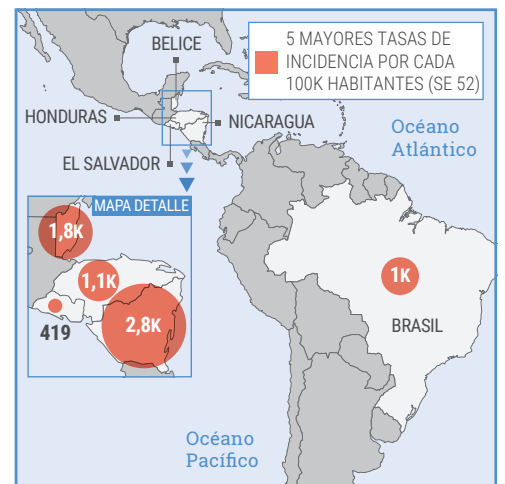 5 MAYORES TASAS DE
INCIDENCIA POR CADA
100K HABITANTES (SE 52)
BELICE
HONDURAS
NICARAGUA
EL SALVADOR
Océano
Atlántico
MAPA DETALLE
1,8K
1,1K
2,8K
419
1K
BRASIL
Océano
Pacífico